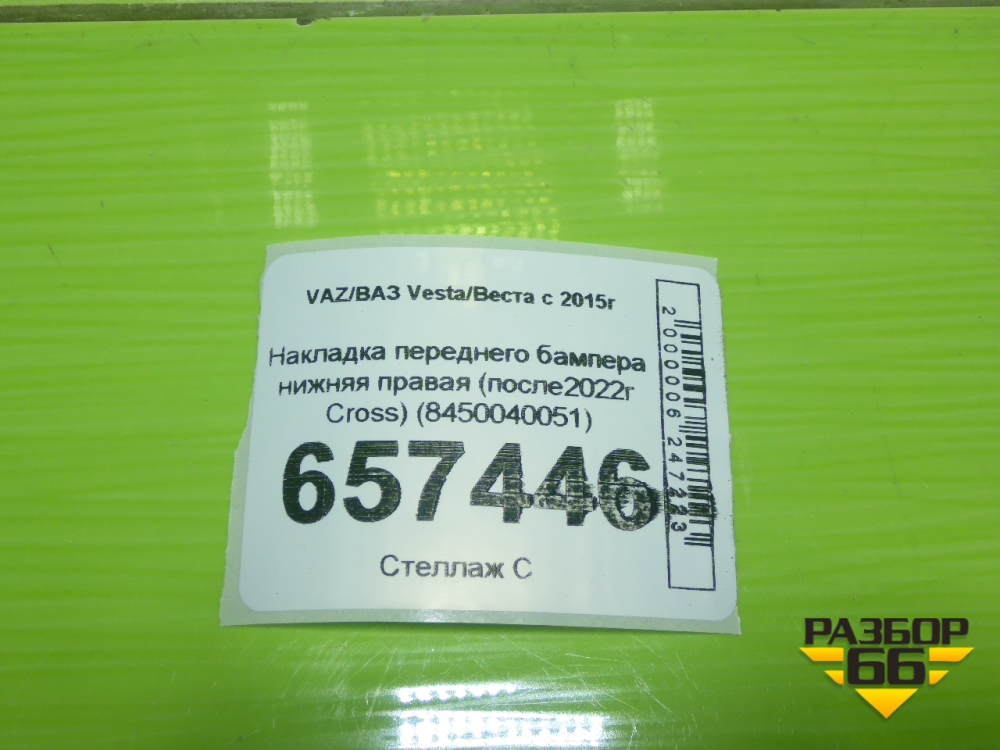 VAZ/ВАЗ Vesta/Веста с 2015г
Накладка переднего бампера
нижняя правая (после2022г
Cross) (8450040051)
657446
Стеллаж С
2000006247223
РАЗБОР
66